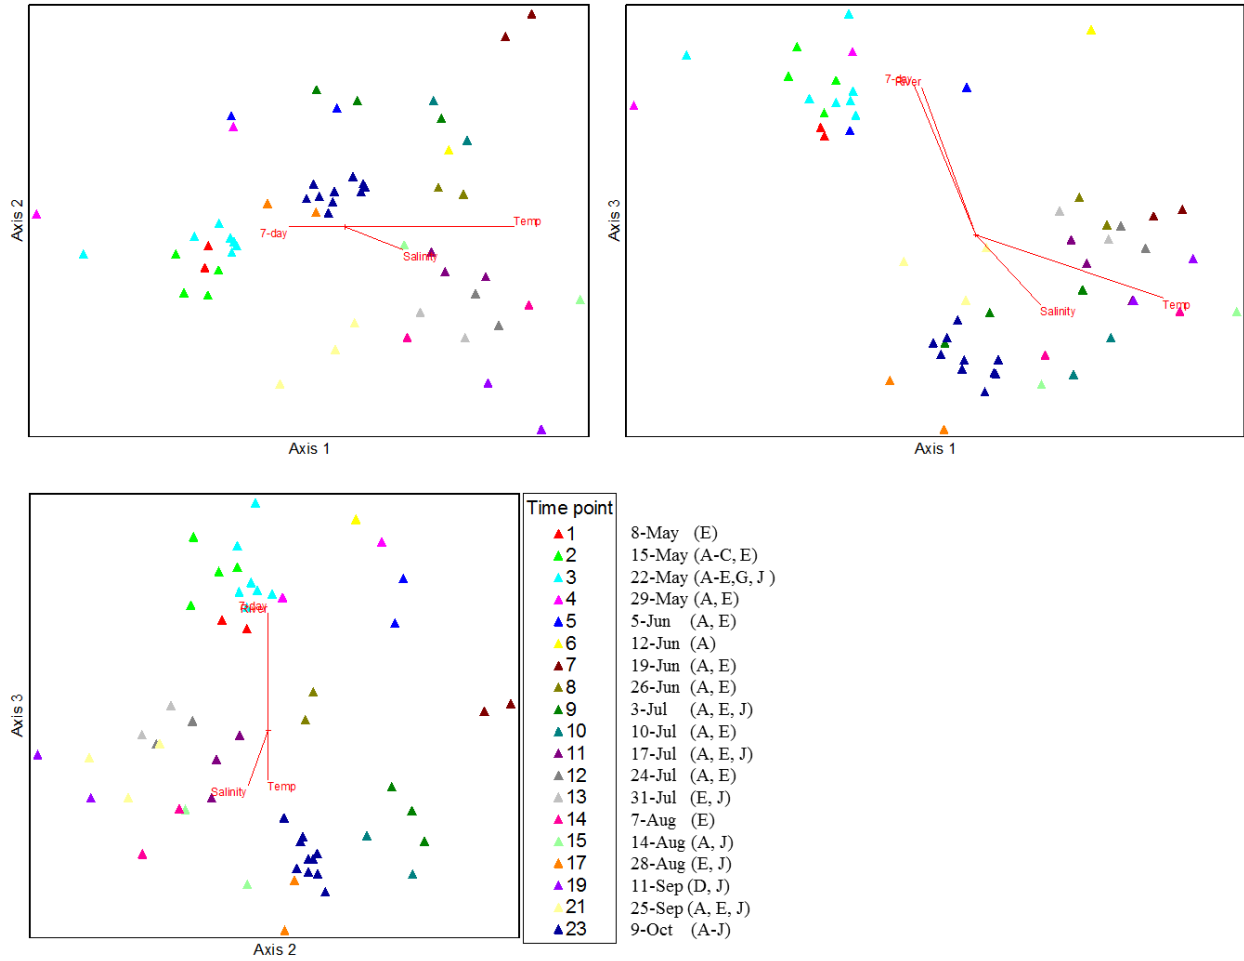 Axis 2
7-day
Temp
Salinity
Axis 1
Axis 3
7-day
River
Salinity
Temp
Axis 1
Axis 3
7-day
River
Salinity
Temp
Axis 2
Time point
1 8-May (E)
2 15-May (A-C, E)
3 22-May (A-E,G, J )
4 29-May (A, E)
5 5-Jun (A, E)
6 12-Jun (A)
7 19-Jun (A, E)
8 26-Jun (A, E)
9 3-Jul (A, E, J)
10 10-Jul (A, E)
11 17-Jul (A, E, J)
12 24-Jul (A, E)
13 31-Jul (E, J)
14 7-Aug (E)
15 14-Aug (A, J)
17 28-Aug (E, J)
19 11-Sep (D, J)
21 25-Sep (A, E, J)
23 9-Oct (A-J)